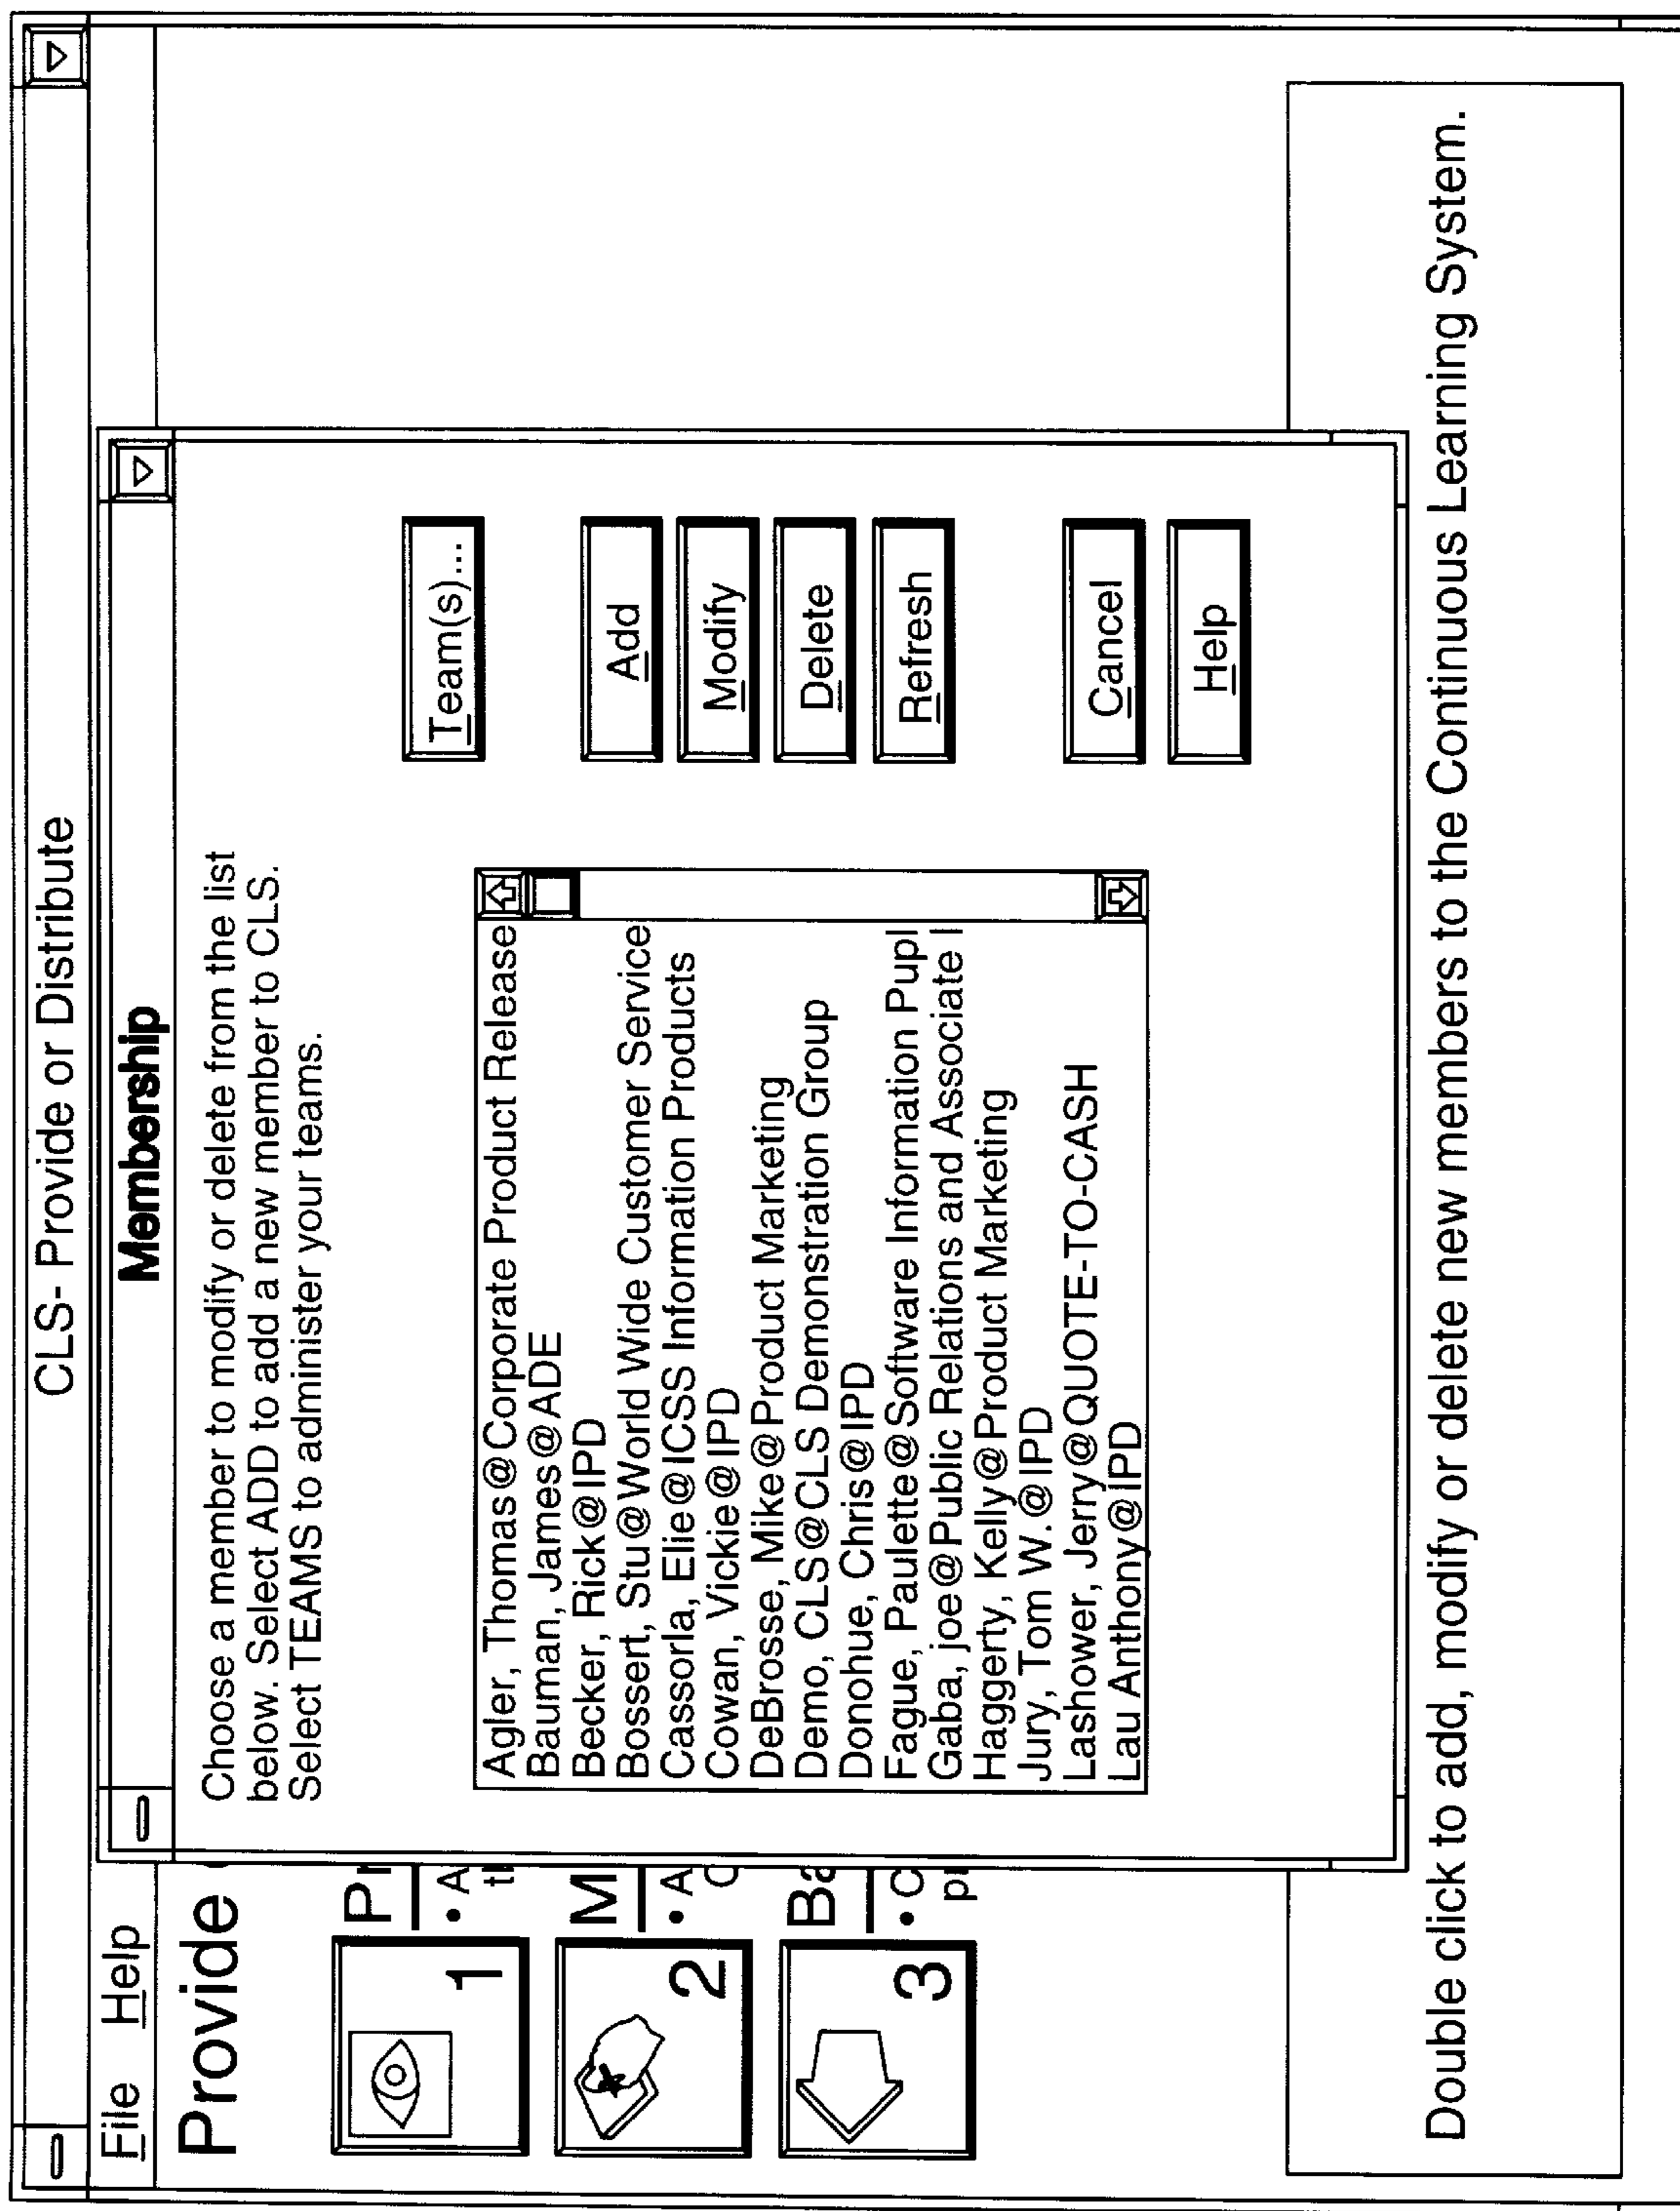 CLS- Provide or Distribute
Membership
File Help
Provide
Choose a member to modify or delete from the list
below. Select ADD to add a new member to CLS.
Select TEAMS to administer your teams.
1
Pr
• A
2
M
• A
3
Ba
• C
Agler, Thomas@Corporate Product Release
Bauman, James@ADE
Becker, Rick@IPD
Bossert, Stu@World Wide Customer Service
Cassorla, Elie@ICSS Information Products
Cowan, Vickie@IPD
DeBrosse, Mike@Product Marketing
Demo, CLS@CLS Demonstration Group
Donohue, Chris@IPD
Fague, Paulette@Software Information Pupl
Gaba, joe@Public Relations and Associate I
Haggerty, Kelly@Product Marketing
Jury, Tom W.@IPD
Lashower, Jerry@QUOTE-TO-CASH
Lau Anthony@IPD
Team(s)...
Add
Modify
Delete
Refresh
Cancel
Help
Double click to add, modify or delete new members to the Continuous Learning System.